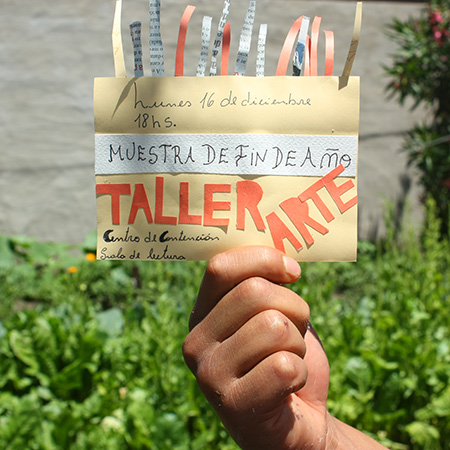 Lunes 16 de diciembre
18hs.
MUESTRA DE FIN DE AÑO
TALLER ARTE
Centro de Contención
Sala de lectura